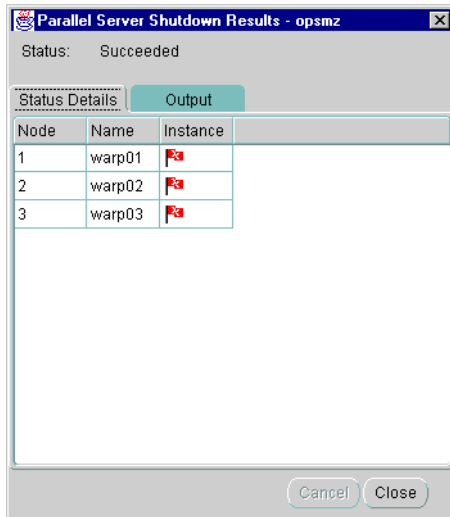 Parallel Server Shutdown Results - opsmz
Status: Succeeded
Status Details Output
Node Name Instance
1 warp01
2 warp02
3 warp03
Cancel Close